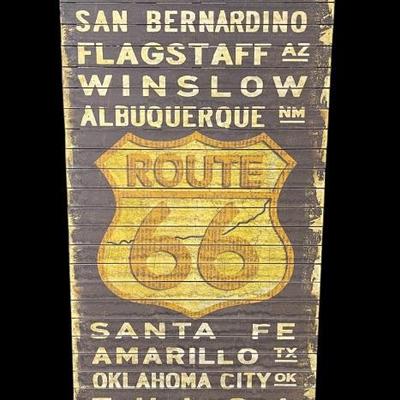 SAN BERNARDINO
FLAGSTAFF AZ
WINSLOW
ALBUQUERQUE NM
ROUTE
66
SANTA FE
AMARILLO TX
OKLAHOMA CITY OK